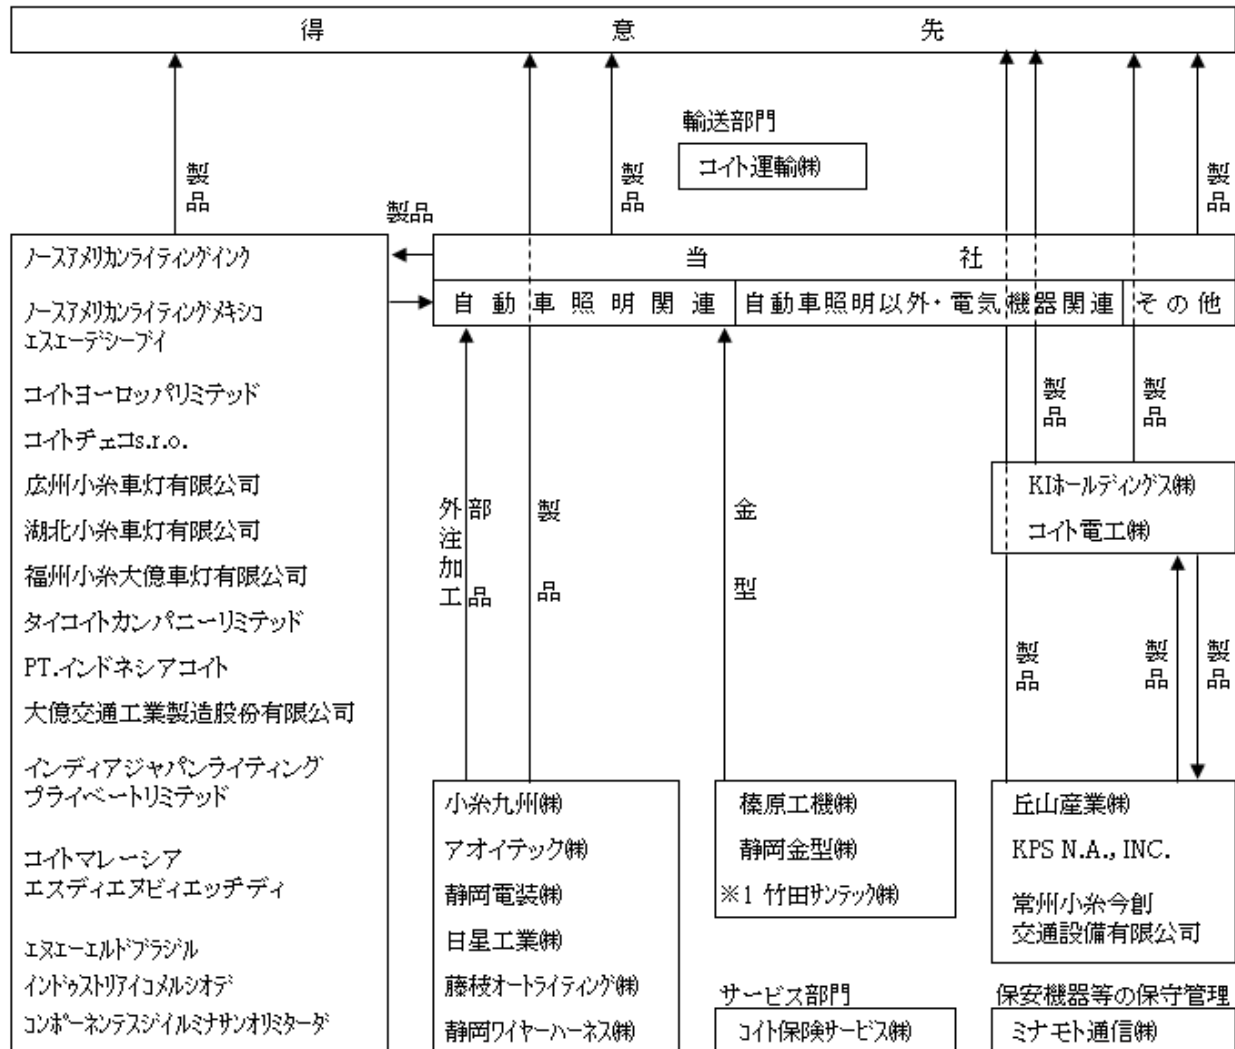 得意先
輸送部門
コイト運輸㈱
製品
製品
製品
製品
ノースアメリカンライティングインク
ノースアメリカンライティングメキシコ
エスエーデシーブイ
コイトヨーロッパリミテッド
コイトチェコs.r.o.
広州小糸車灯有限公司
湖北小糸車灯有限公司
福州小糸大億車灯有限公司
タイコイトカンパニーリミテッド
PT.インドネシアコイト
大億交通工業製造股份有限公司
インディアジャパンライティング
プライベートリミテッド
コイトマレーシア
エスディエヌビィエッチディ
エヌエーエルドブラジル
インドゥストリアイコメルシオデ
コンポーネンテスジイルミナサンオリミターダ
当社
自動車照明関連
自動車照明以外・電気機器関連
その他
製品
製品
KIホールディングス㈱
コイト電工㈱
外注加工
部品
製品
金型
製品
製品
製品
小糸九州㈱
アオイテック㈱
静岡電装㈱
日星工業㈱
藤枝オートライティング㈱
静岡ワイヤーハーネス㈱
榛原工機㈱
静岡金型㈱
※1 竹田サンテック㈱
サービス部門
コイト保険サービス㈱
丘山産業㈱
KPS N.A., INC.
常州小糸今創
交通設備有限公司
保安機器等の保守管理
ミナモト通信㈱